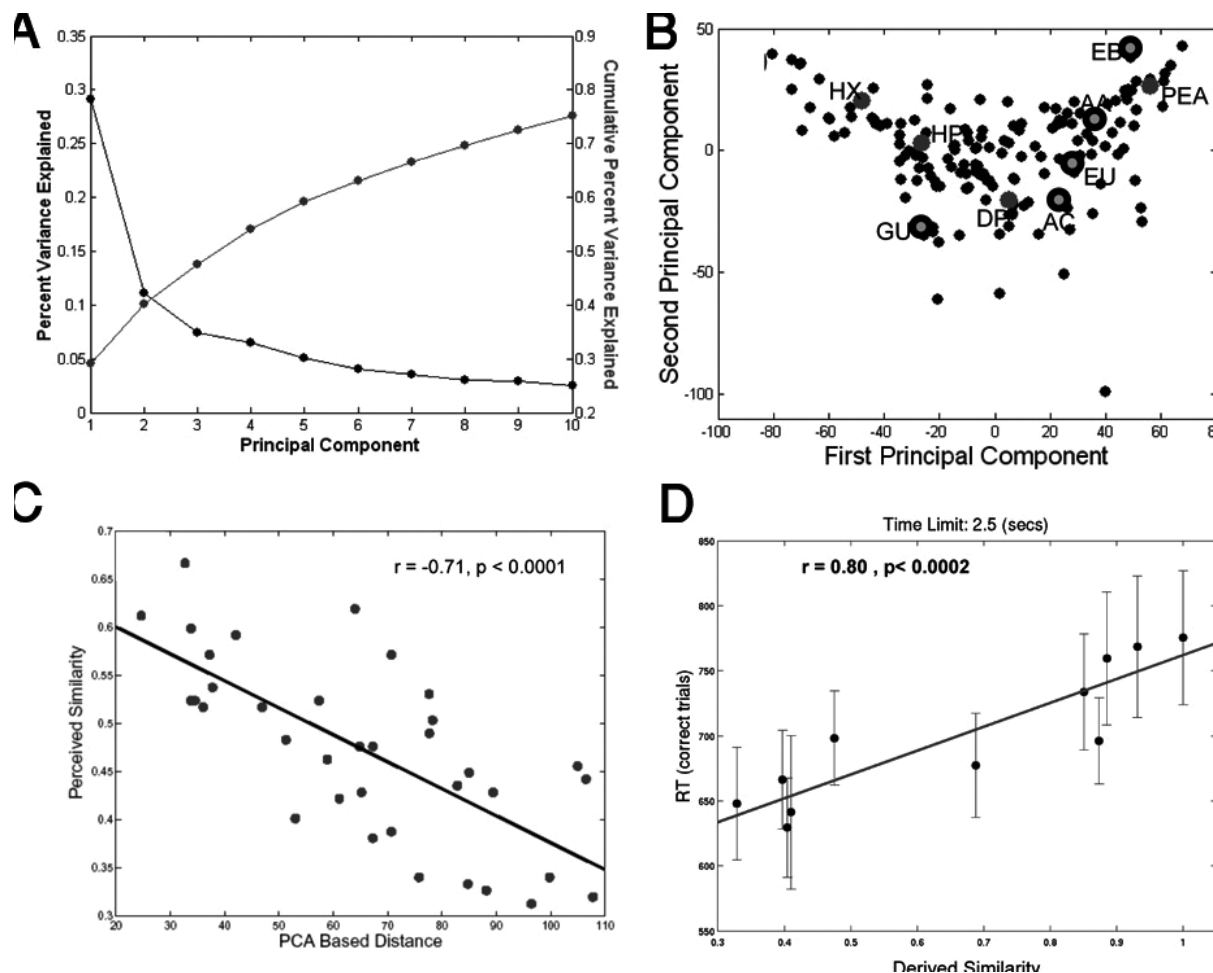 A
0.35
0.3
0.25
0.2
0.15
0.1
0.05
0
0.9
0.8
0.7
0.6
0.5
0.4
0.3
0.2
1 2 3 4 5 6 7 8 9 10
Percent Variance Explained
Cumulative Percent Variance Explained
Principal Component
B
50
0
-50
-100
-100 -80 -60 -40 -20 0 20 40 60 80
Second Principal Component
First Principal Component
EB
PEA
AA
HX
HP
EU
DP
AC
GU
C
0.7
0.65
0.6
0.55
0.5
0.45
0.4
0.35
0.3
20 30 40 50 60 70 80 90 100 110
Perceived Similarity
PCA Based Distance
r = -0.71, p < 0.0001
D
Time Limit: 2.5 (secs)
r = 0.80 , p< 0.0002
850
800
750
700
650
600
550
0.3 0.4 0.5 0.6 0.7 0.8 0.9 1
RT (correct trials)
Derived Similarity